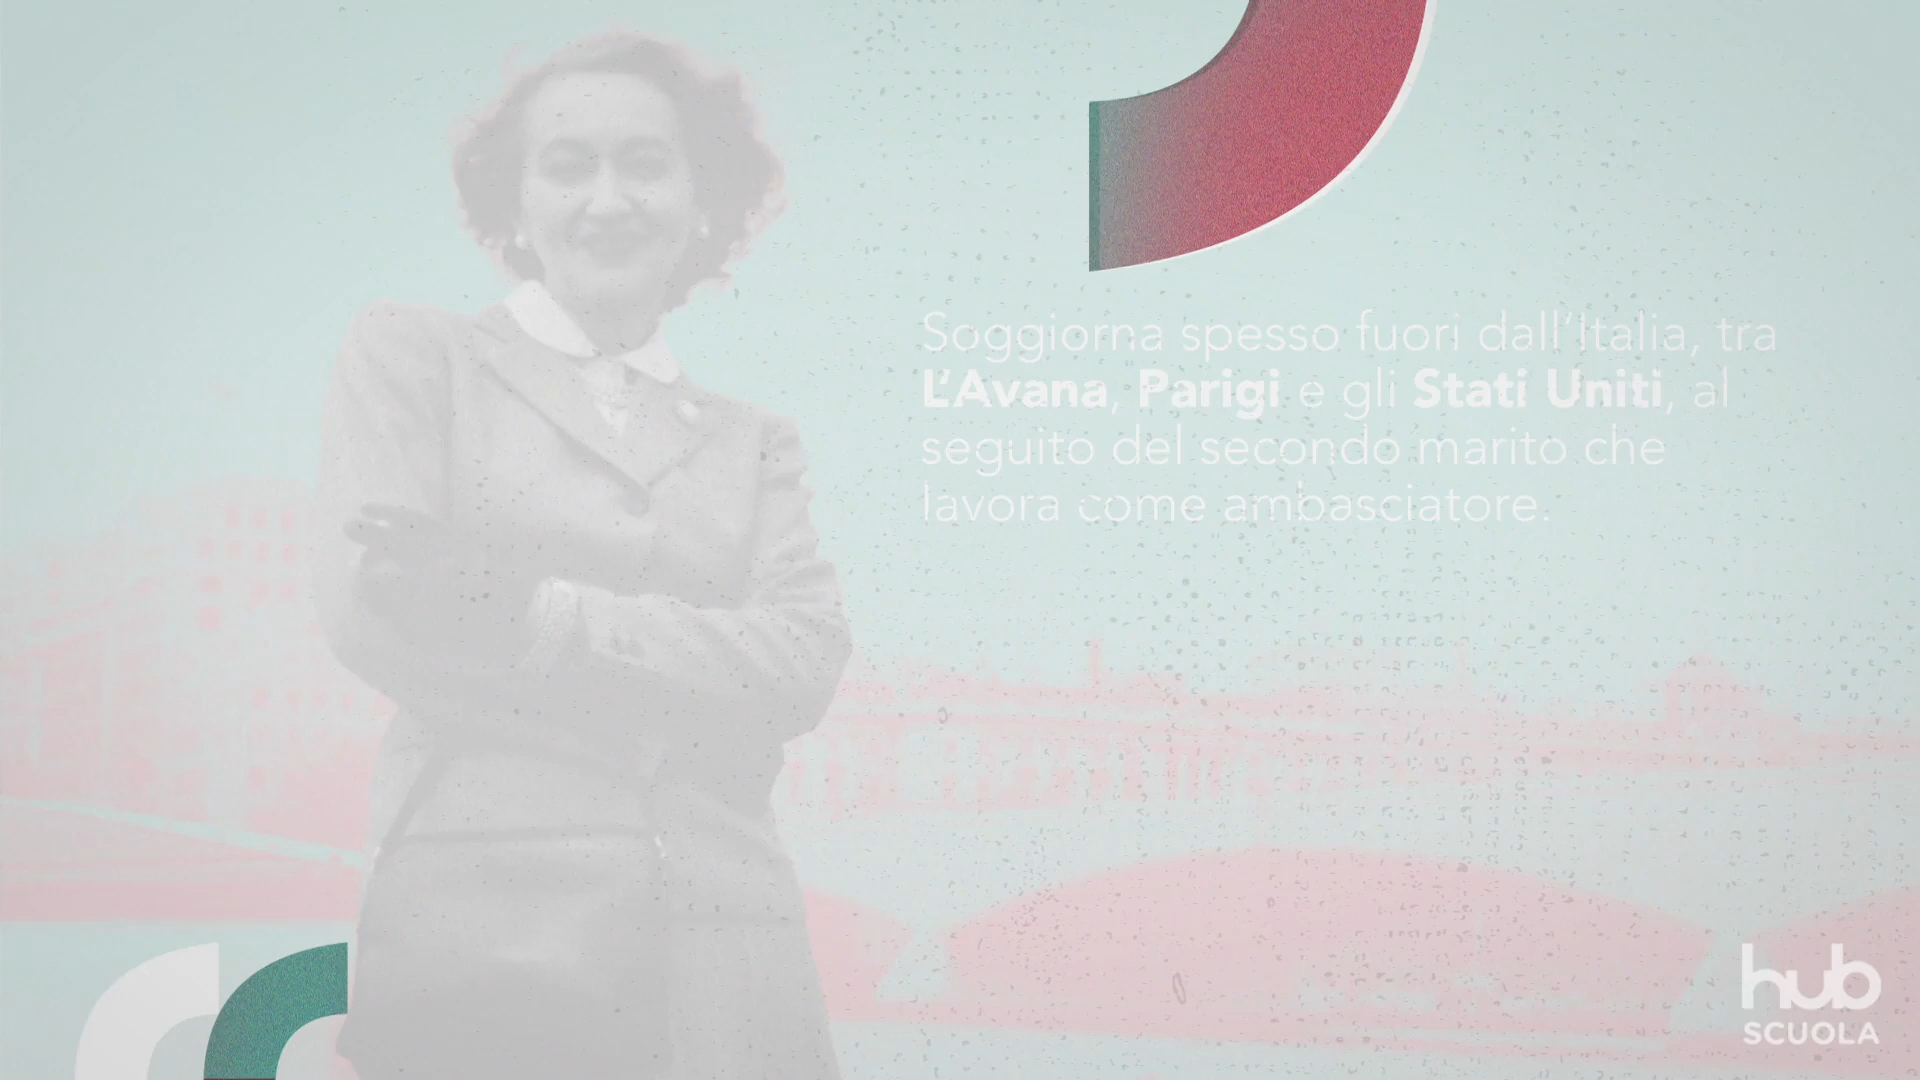 Soggiorna spesso fuori dall'Italia, tra
L'Avana, Parigi e gli Stati Uniti, al
seguito del secondo marito che
lavora come ambasciatore.
hub
SCUOLA